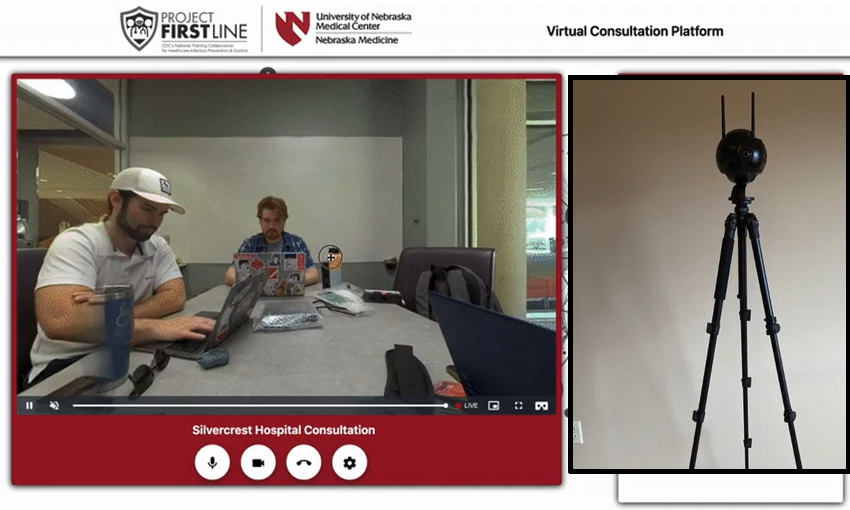 PROJECT
FIRSTLINE
CDC's National Training Collaborative
for Healthcare Infection Prevention & Control
University of Nebraska
Medical Center
Nebraska Medicine
Virtual Consultation Platform
LIVE
Silvercrest Hospital Consultation